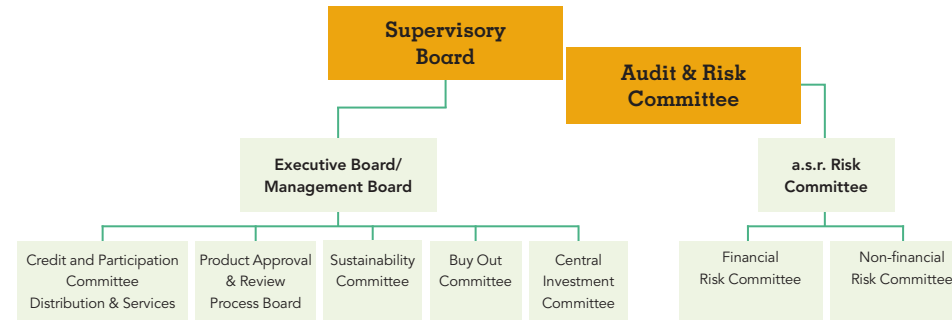 Supervisory
Board
Audit & Risk
Committee
Executive Board/
Management Board
a.s.r. Risk
Committee
Credit and Participation
Committee
Distribution & Services
Product Approval
& Review
Process Board
Sustainability
Committee
Buy Out
Committee
Central
Investment
Committee
Financial
Risk Committee
Non-financial
Risk Committee